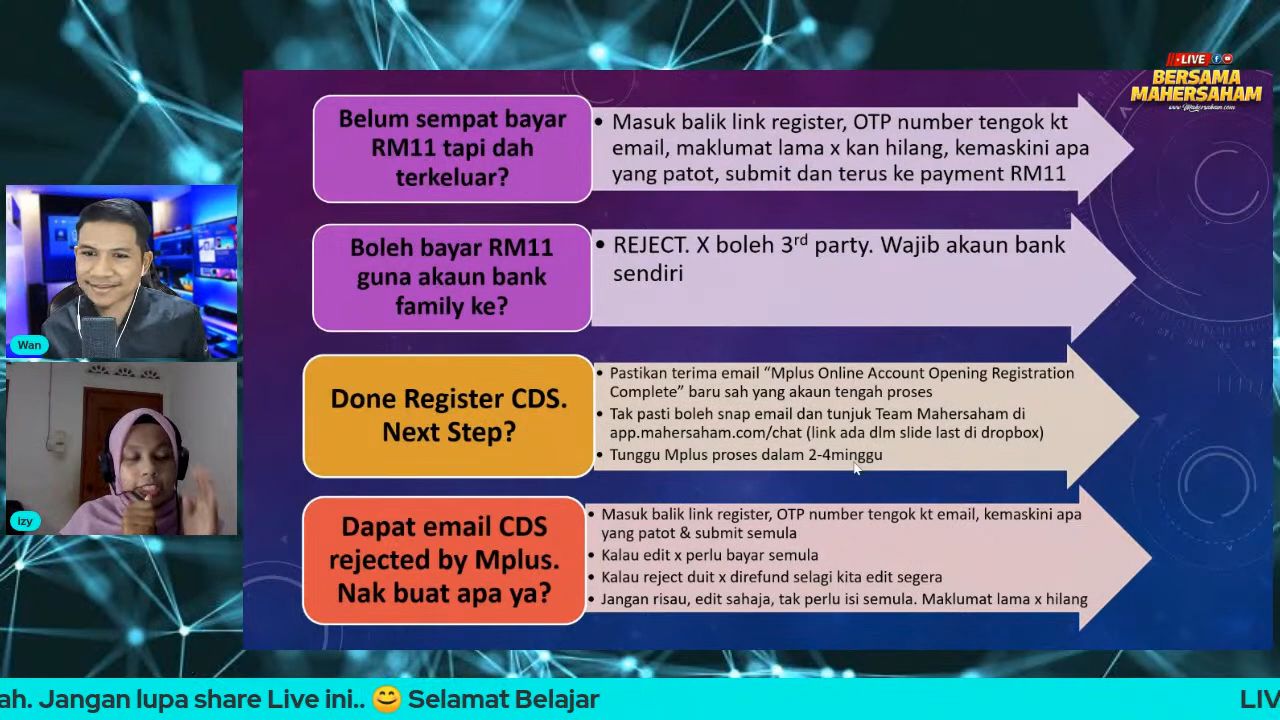 LIVE
BERSAMA
MAHERSAHAM
www.Mahersaham.com
Belum sempat bayar
RM11 tapi dah
terkeluar?
• Masuk balik link register, OTP number tengok kt
email, maklumat lama x kan hilang, kemaskini apa
yang patot, submit dan terus ke payment RM11
Boleh bayar RM11
guna akaun bank
family ke?
• REJECT. X boleh 3rd party. Wajib akaun bank
sendiri
Wan
Done Register CDS.
Next Step?
• Pastikan terima email “Mplus Online Account Opening Registration
Complete” baru sah yang akaun tengah proses
• Tak pasti boleh snap email dan tunjuk Team Mahersaham di
app.mahersaham.com/chat (link ada dlm slide last di dropbox)
• Tunggu Mplus proses dalam 2-4minggu
Izy
Dapat email CDS
rejected by Mplus.
Nak buat apa ya?
• Masuk balik link register, OTP number tengok kt email, kemaskini apa
yang patot & submit semula
• Kalau edit x perlu bayar semula
• Kalau reject duit x direfund selagi kita edit segera
• Jangan risau, edit sahaja, tak perlu isi semula. Maklumat lama x hilang
ah. Jangan lupa share Live ini.. 😊 Selamat Belajar
LIV